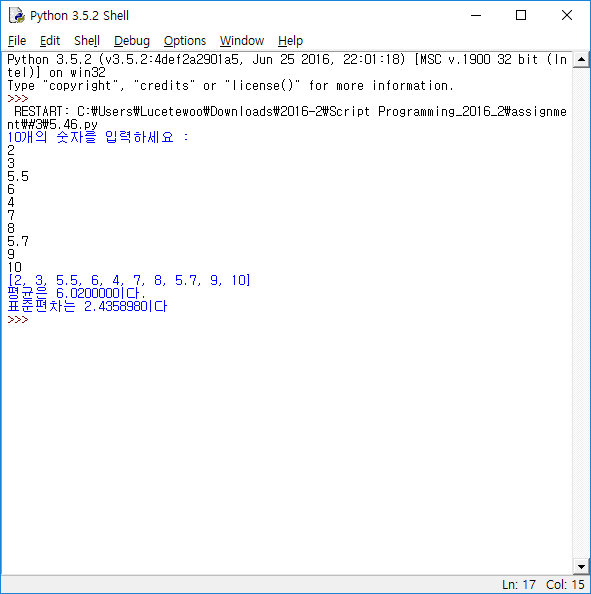 Python 3.5.2 Shell
File Edit Shell Debug Options Window Help
Python 3.5.2 (v3.5.2:4def2a2901a5, Jun 25 2016, 22:01:18) [MSC v.1900 32 bit (In
tel)] on win32
Type "copyright", "credits" or "license()" for more information.
>>>
RESTART: C:₩Users₩Lucetewoo₩Downloads₩2016-2₩Script Programming_2016_2₩assignme
nt₩#3₩5.46.py
10개의 숫자를 입력하세요 :
2
3
5.5
6
4
7
8
5.7
9
10
[2, 3, 5.5, 6, 4, 7, 8, 5.7, 9, 10]
평균은 6.020000이다.
표준편차는 2.435898이다
>>>
Ln: 17 Col: 15